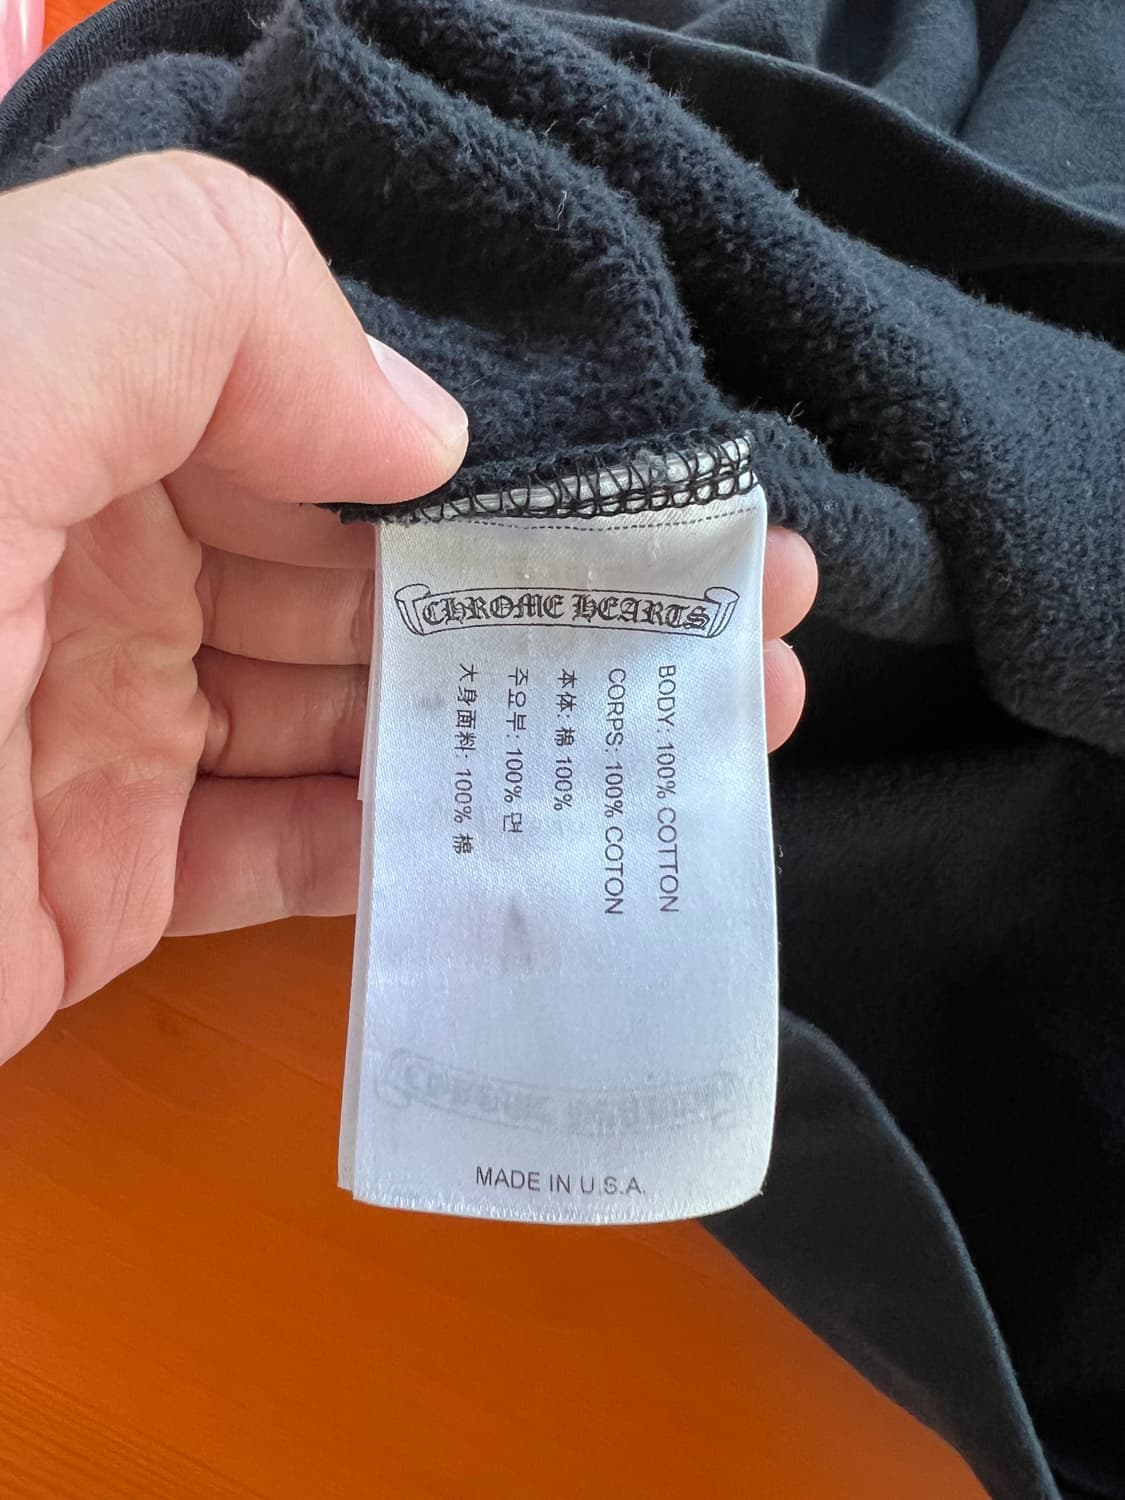 CHROME HEARTS
BODY: 100% COTTON
CORPS: 100% COTON
本体: 棉 100%
주요부: 100% 면
大身面料: 100% 棉
MADE IN U.S.A.